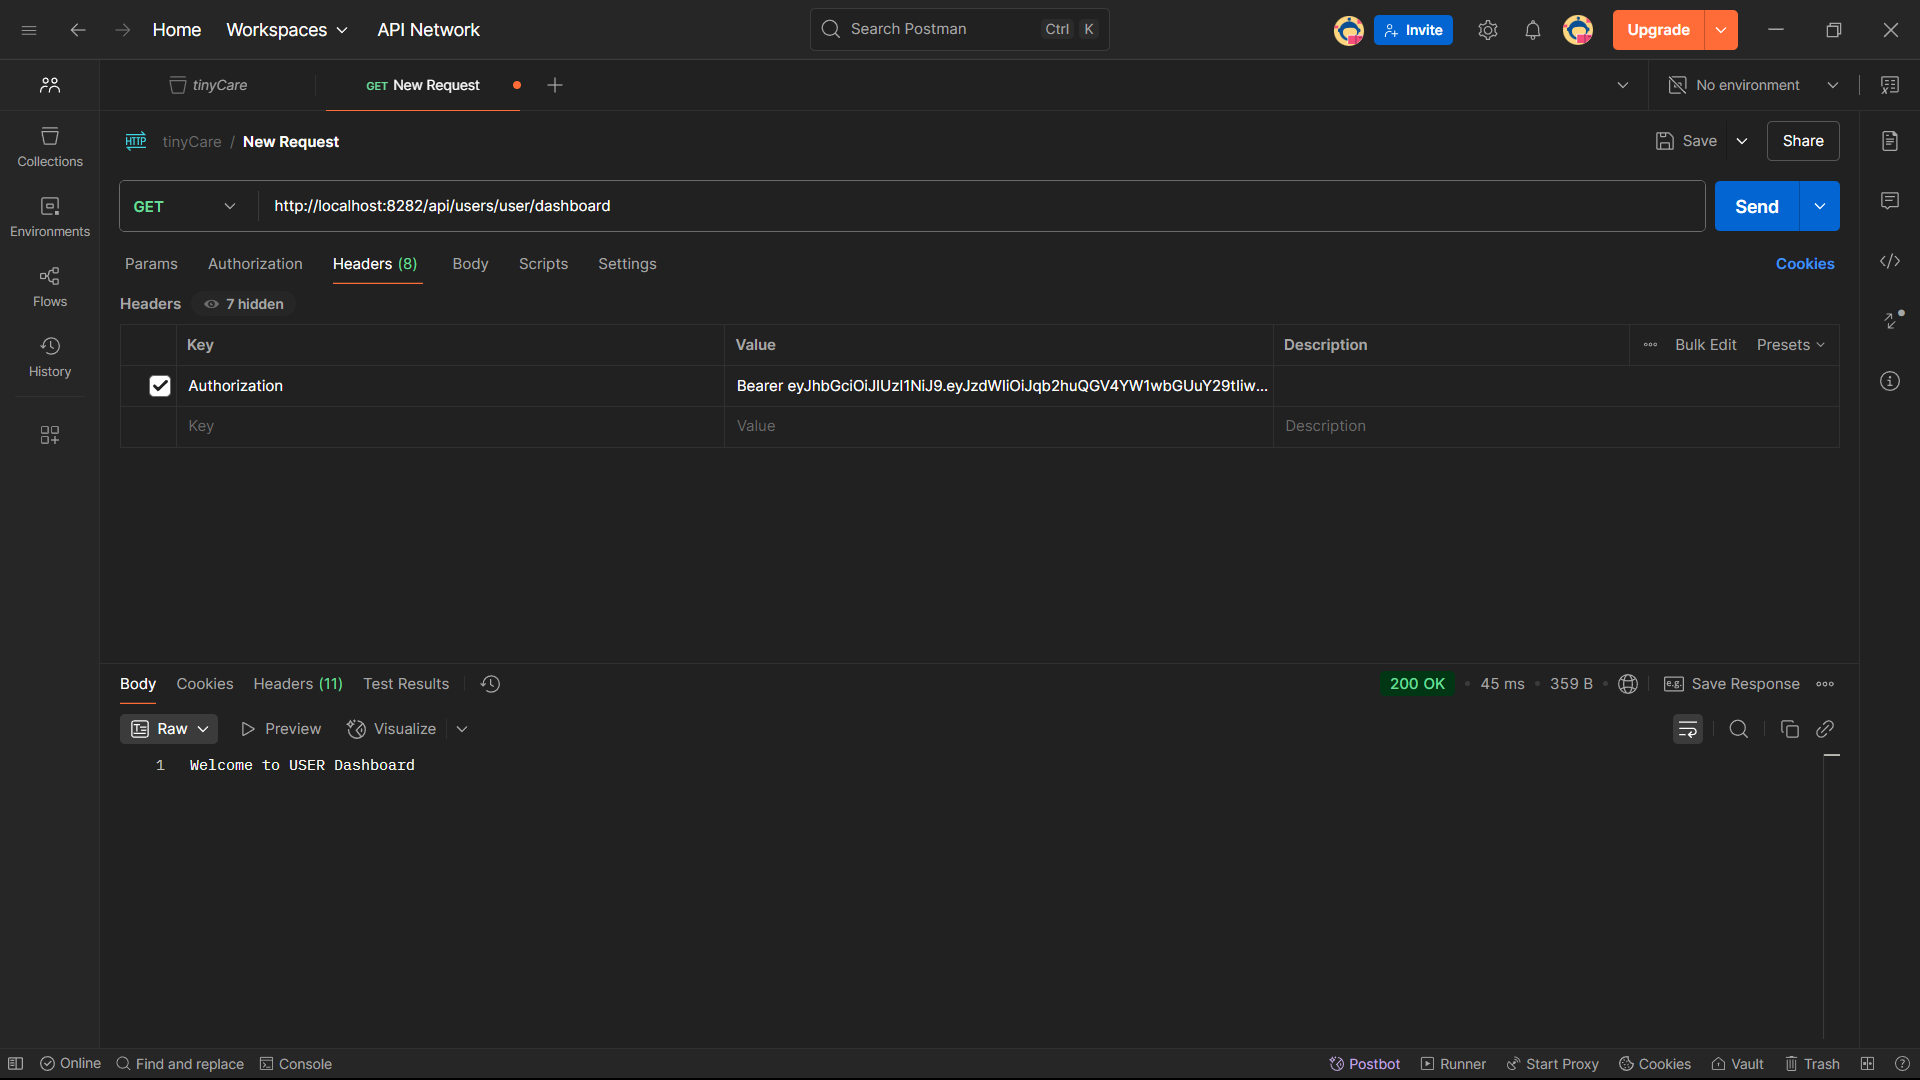 Home Workspaces API Network Search Postman Ctrl K Invite Upgrade
tinyCare GET New Request No environment
HTTP tinyCare / New Request Save Share
Collections
GET http://localhost:8282/api/users/user/dashboard Send
Environments
Params Authorization Headers (8) Body Scripts Settings Cookies
Flows
Headers 7 hidden
Key Value Description Bulk Edit Presets
History
Authorization Bearer eyJhbGciOiJIUzI1NiJ9.eyJzdWIiOiJqb2huQGV4YW1wbGUuY29tIiw...
Key Value Description
Body Cookies Headers (11) Test Results 200 OK • 45 ms • 359 B • e.g. Save Response
Raw Preview Visualize
1 Welcome to USER Dashboard
Online Find and replace Console Postbot Runner Start Proxy Cookies Vault Trash